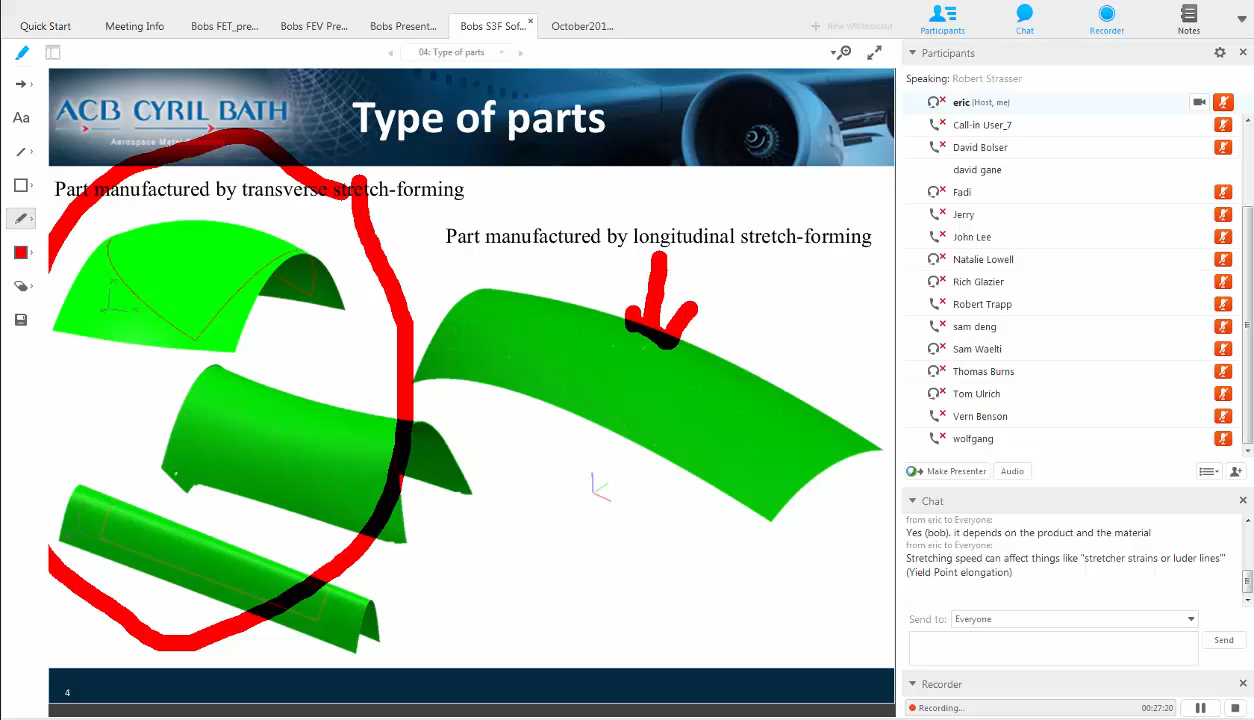 Quick Start
Meeting Info
Bobs FET_pre...
Bobs FEV Pre...
Bobs Present...
Bobs S3F Sof...
October201...
New Whiteboard
Participants
Chat
Recorder
Notes
04: Type of parts
ACB CYRIL BATH
Type of parts
Part manufactured by transverse stretch-forming
Part manufactured by longitudinal stretch-forming
4
Aa
Participants
Speaking: Robert Strasser
eric (Host, me)
Call-in User_7
David Bolser
david gane
Fadi
Jerry
John Lee
Natalie Lowell
Rich Glazier
Robert Trapp
sam deng
Sam Waelti
Thomas Burns
Tom Ulrich
Vern Benson
wolfgang
Make Presenter
Audio
Chat
from eric to Everyone:
Yes (bob). it depends on the product and the material
from eric to Everyone:
Stretching speed can affect things like "stretcher strains or luder lines'"
(Yield Point elongation)
Send to:
Everyone
Send
Recorder
Recording...
00:27:20